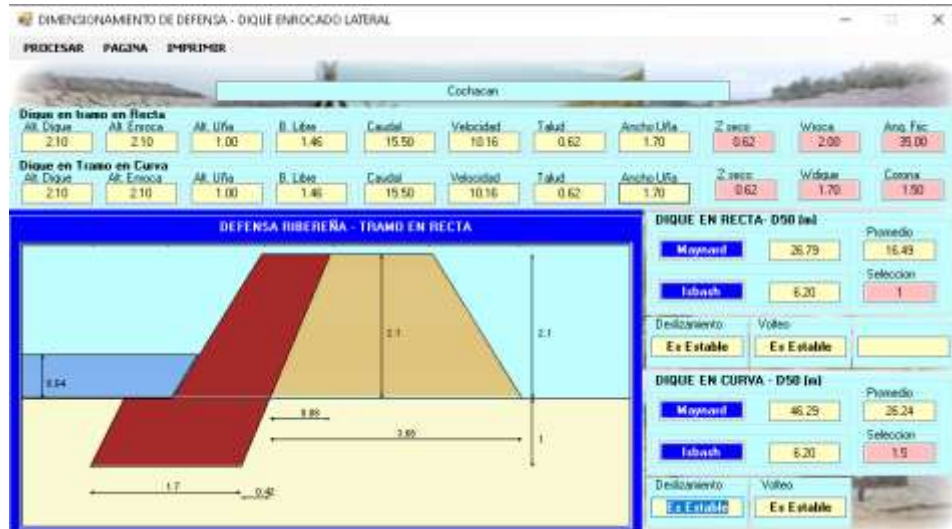 DIMENSIONAMIENTO DE DEFENSA - DIQUE ENROCADO LATERAL
PROCESAR PAGINA IMPRIMIR
Cochacan
Dique en tramo en Recta
Alt. Dique Alt. Enroca Alt. Uña B. Libre Caudal Velocidad Talud Ancho Uña Z seco Wroca Ang. Fric
2.10 2.10 1.00 1.46 15.50 10.16 0.62 1.70 0.62 2.00 35.00
Dique en Tramo en Curva
Alt. Dique Alt. Enroca Alt. Uña B. Libre Caudal Velocidad Talud Ancho Uña Z seco Wdique Corona
2.10 2.10 1.00 1.46 15.50 10.16 0.62 1.70 0.62 1.70 1.50
DEFENSA RIBEREÑA - TRAMO EN RECTA
2.1
2.1
0.64
1
1.7
DIQUE EN RECTA- D50 (m)
Promedio
Maynard 26.79 16.49
Seleccion
Isbash 6.20 1
Deslizamiento Volteo
Es Estable Es Estable
DIQUE EN CURVA - D50 (m)
Promedio
Maynard 46.29 26.24
Seleccion
Isbash 6.20 1.5
Deslizamiento Volteo
Es Estable Es Estable